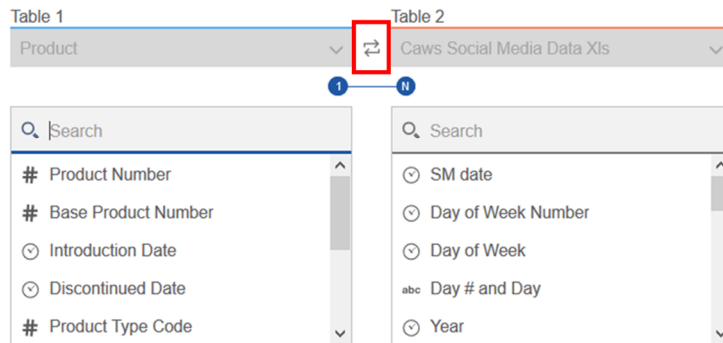 Table 1
Table 2
Product
Caws Social Media Data Xls
1
N
Search
Search
# Product Number
SM date
# Base Product Number
Day of Week Number
Introduction Date
Day of Week
Discontinued Date
abc Day # and Day
# Product Type Code
Year